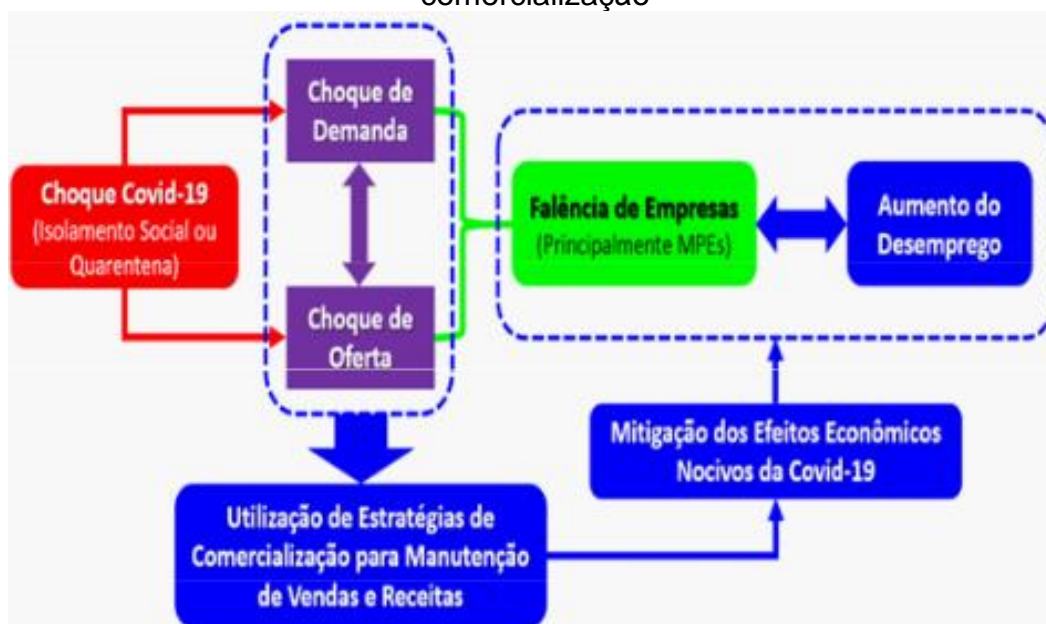 comercialização
Choque de
Demanda
Choque Covid-19
(Isolamento Social ou
Quarentena)
Choque de
Oferta
Falência de Empresas
(Principalmente MPEs)
Aumento do
Desemprego
Mitigação dos Efeitos Econômicos
Nocivos da Covid-19
Utilização de Estratégias de
Comercialização para Manutenção
de Vendas e Receitas